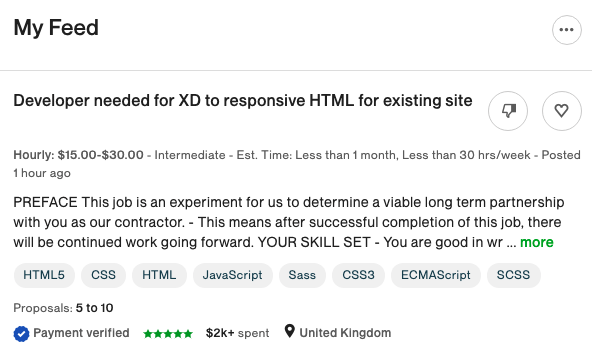 My Feed
Developer needed for XD to responsive HTML for existing site
Hourly: $15.00-$30.00 - Intermediate - Est. Time: Less than 1 month, Less than 30 hrs/week - Posted
1 hour ago
PREFACE This job is an experiment for us to determine a viable long term partnership
with you as our contractor. - This means after successful completion of this job, there
will be continued work going forward. YOUR SKILL SET - You are good in wr ... more
HTML5 CSS HTML JavaScript Sass CSS3 ECMAScript SCSS
Proposals: 5 to 10
Payment verified $2k+ spent United Kingdom